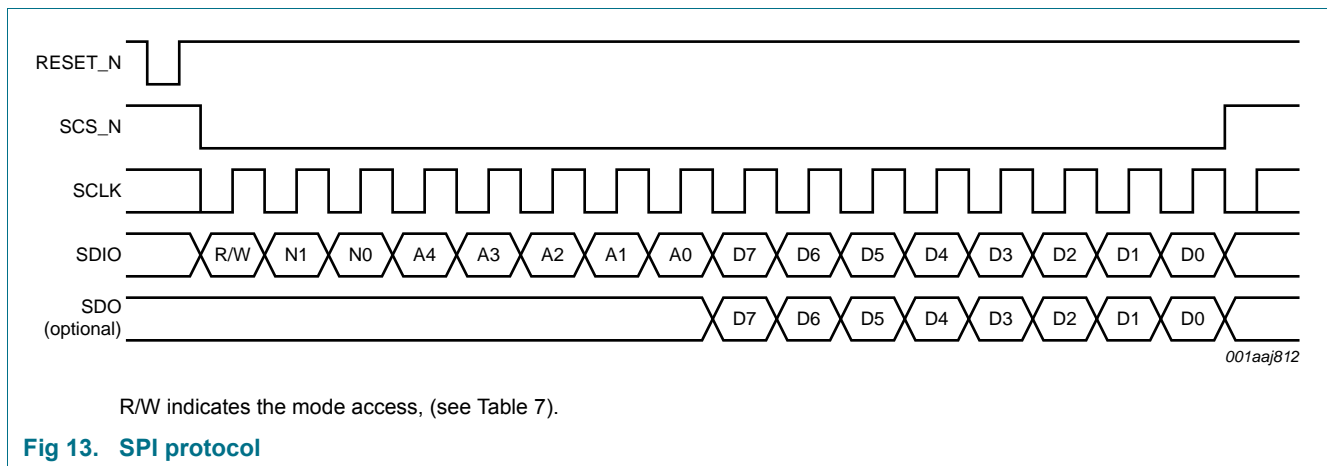 RESET_N
SCS_N
SCLK
SDIO R/W N1 N0 A4 A3 A2 A1 A0 D7 D6 D5 D4 D3 D2 D1 D0
SDO
(optional) D7 D6 D5 D4 D3 D2 D1 D0
001aaj812
R/W indicates the mode access, (see Table 7).
Fig 13. SPI protocol